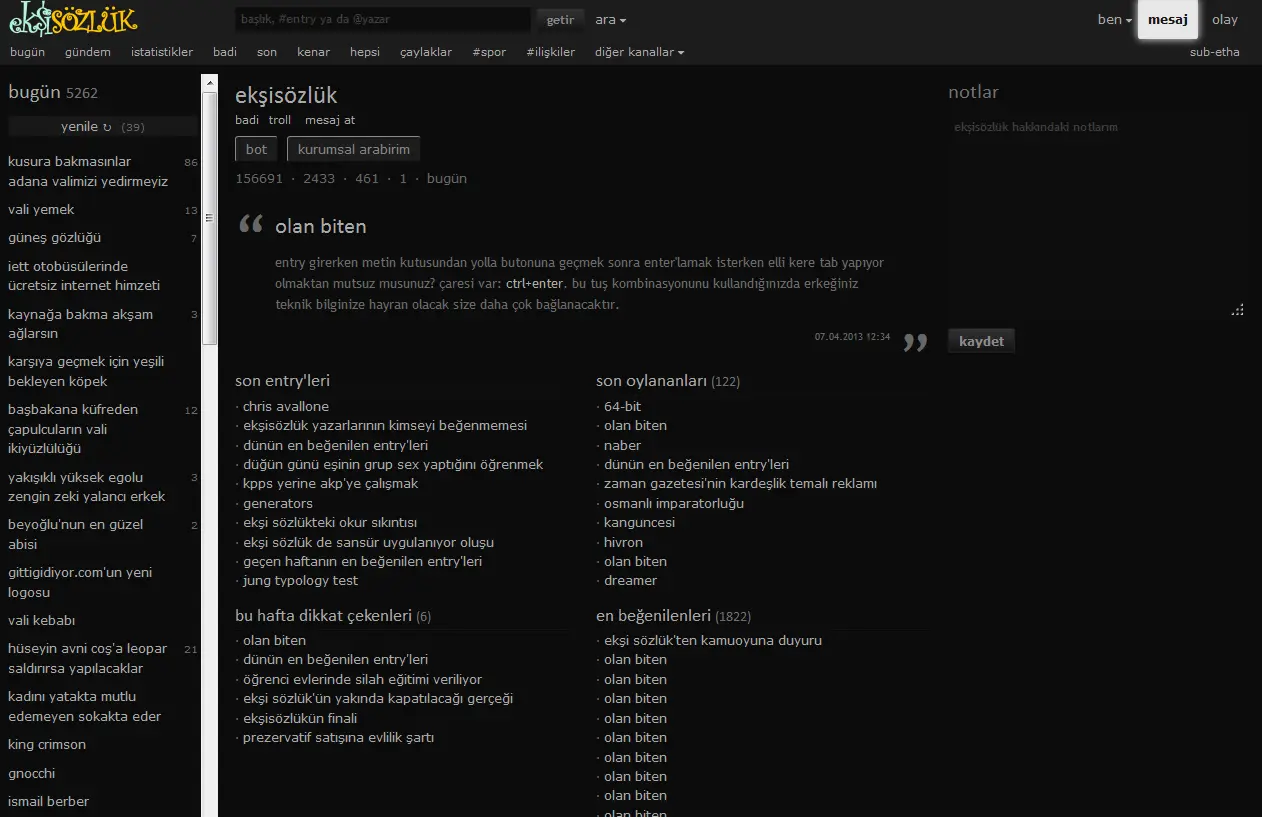 ekşisözlük
başlık, #entry ya da @yazar
getir
ara
ben
mesaj
olay
bugün gündem istatistikler badi son kenar hepsi çaylaklar #spor #ilişkiler diğer kanallar
sub-etha
bugün 5262
yenile ↻ (39)
kusura bakmasınlar 86
adana valimizi yedirmeyiz
vali yemek 13
güneş gözlüğü 7
iett otobüsülerinde
ücretsiz internet himzeti
kaynağa bakma akşam 3
ağlarsın
karşıya geçmek için yeşili
bekleyen köpek
başbakana küfreden 12
çapulcuların vali
ikiyüzlülüğü
yakışıklı yüksek egolu 3
zengin zeki yalancı erkek
beyoğlu'nun en güzel 2
abisi
gittigidiyor.com'un yeni
logosu
vali kebabı
hüseyin avni coş'a leopar 21
saldırırsa yapılacaklar
kadını yatakta mutlu
edemeyen sokakta eder
king crimson
gnocchi
ismail berber
ekşisözlük
badi troll mesaj at
bot kurumsal arabirim
156691 · 2433 · 461 · 1 · bugün
“ olan biten
entry girerken metin kutusundan yolla butonuna geçmek sonra enter'lamak isterken elli kere tab yapıyor
olmaktan mutsuz musunuz? çaresi var: ctrl+enter. bu tuş kombinasyonunu kullandığınızda erkeğiniz
teknik bilginize hayran olacak size daha çok bağlanacaktır.
07.04.2013 12:34 ”
son entry'leri
· chris avallone
· ekşisözlük yazarlarının kimseyi beğenmemesi
· dünün en beğenilen entry'leri
· düğün günü eşinin grup sex yaptığını öğrenmek
· kpps yerine akp'ye çalışmak
· generators
· ekşi sözlükteki okur sıkıntısı
· ekşi sözlük de sansür uygulanıyor oluşu
· geçen haftanın en beğenilen entry'leri
· jung typology test
son oylananları (122)
· 64-bit
· olan biten
· naber
· dünün en beğenilen entry'leri
· zaman gazetesi'nin kardeşlik temalı reklamı
· osmanlı imparatorluğu
· kanguncesi
· hivron
· olan biten
· dreamer
bu hafta dikkat çekenleri (6)
· olan biten
· dünün en beğenilen entry'leri
· öğrenci evlerinde silah eğitimi veriliyor
· ekşi sözlük'ün yakında kapatılacağı gerçeği
· ekşisözlükün finali
· prezervatif satışına evlilik şartı
en beğenilenleri (1822)
· ekşi sözlük'ten kamuoyuna duyuru
· olan biten
· olan biten
· olan biten
· olan biten
· olan biten
· olan biten
· olan biten
· olan biten
· olan biten
notlar
ekşisözlük hakkındaki notlarım
kaydet